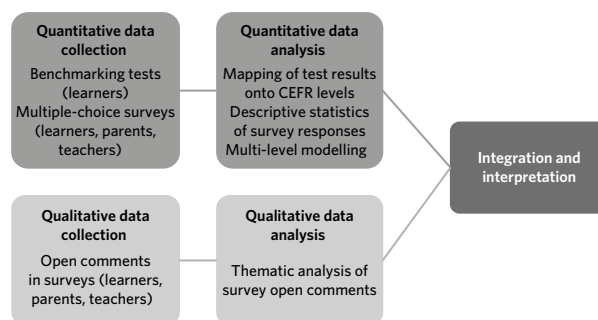 Quantitative data
collection
Benchmarking tests
(learners)
Multiple-choice surveys
(learners, parents,
teachers)
Quantitative data
analysis
Mapping of test results
onto CEFR levels
Descriptive statistics
of survey responses
Multi-level modelling
Integration and
interpretation
Qualitative data
collection
Open comments
in surveys (learners,
parents, teachers)
Qualitative data
analysis
Thematic analysis of
survey open comments